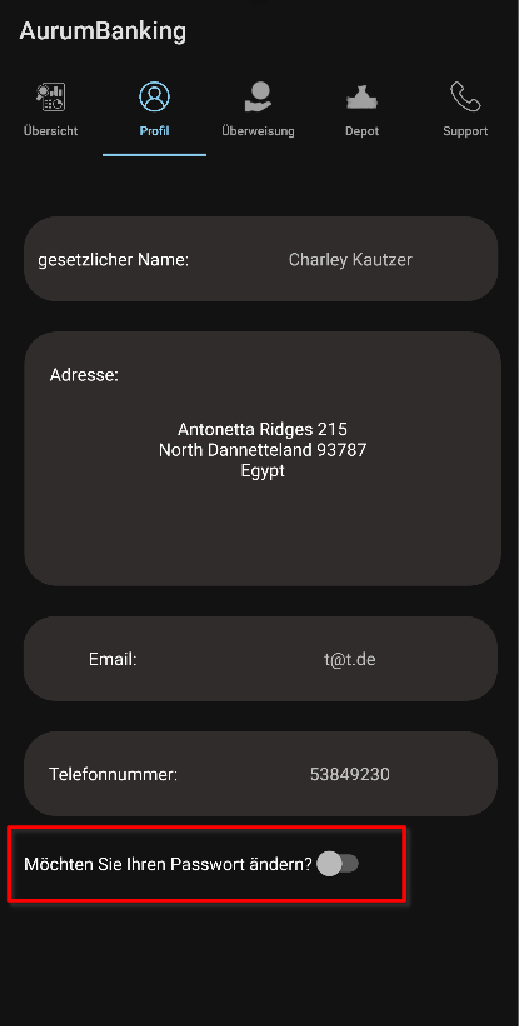 AurumBanking
Übersicht
Profil
Überweisung
Depot
Support
gesetzlicher Name: Charley Kautzer
Adresse:
Antonetta Ridges 215
North Dannetteland 93787
Egypt
Email: t@t.de
Telefonnummer: 53849230
Möchten Sie Ihren Passwort ändern?